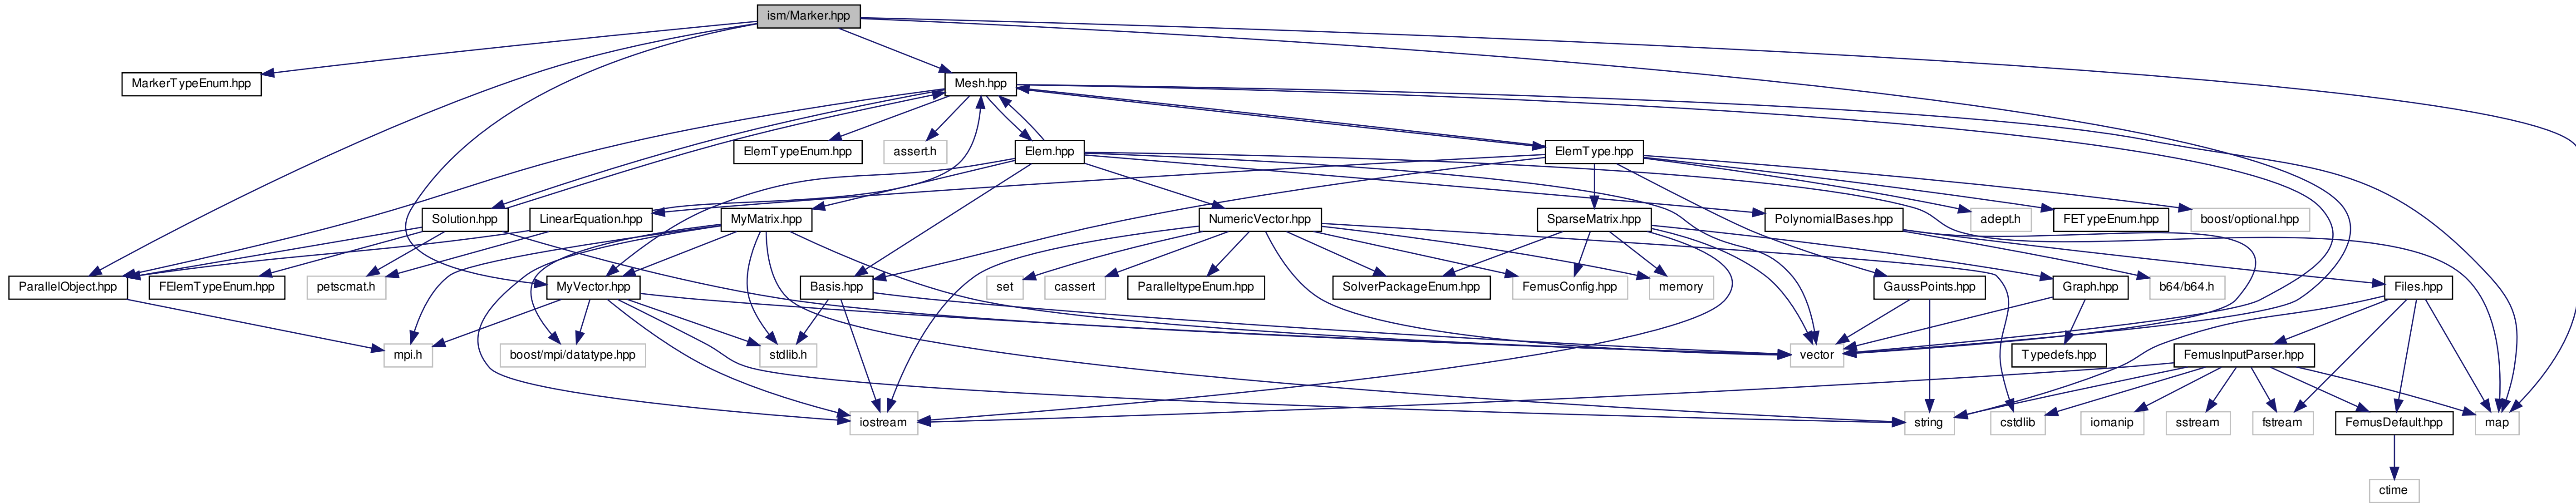 ism/Marker.hpp
MarkerTypeEnum.hpp
Mesh.hpp
ElemTypeEnum.hpp
assert.h
Elem.hpp
ElemType.hpp
Solution.hpp
LinearEquation.hpp
MyMatrix.hpp
NumericVector.hpp
SparseMatrix.hpp
PolynomialBases.hpp
adept.h
FETypeEnum.hpp
boost/optional.hpp
ParallelObject.hpp
FElemTypeEnum.hpp
petscmat.h
MyVector.hpp
Basis.hpp
set
cassert
ParalleltypeEnum.hpp
SolverPackageEnum.hpp
FemusConfig.hpp
memory
GaussPoints.hpp
Graph.hpp
b64/b64.h
Files.hpp
mpi.h
boost/mpi/datatype.hpp
stdlib.h
vector
Typedefs.hpp
FemusInputParser.hpp
iostream
string
cstdlib
iomanip
sstream
fstream
FemusDefault.hpp
map
ctime